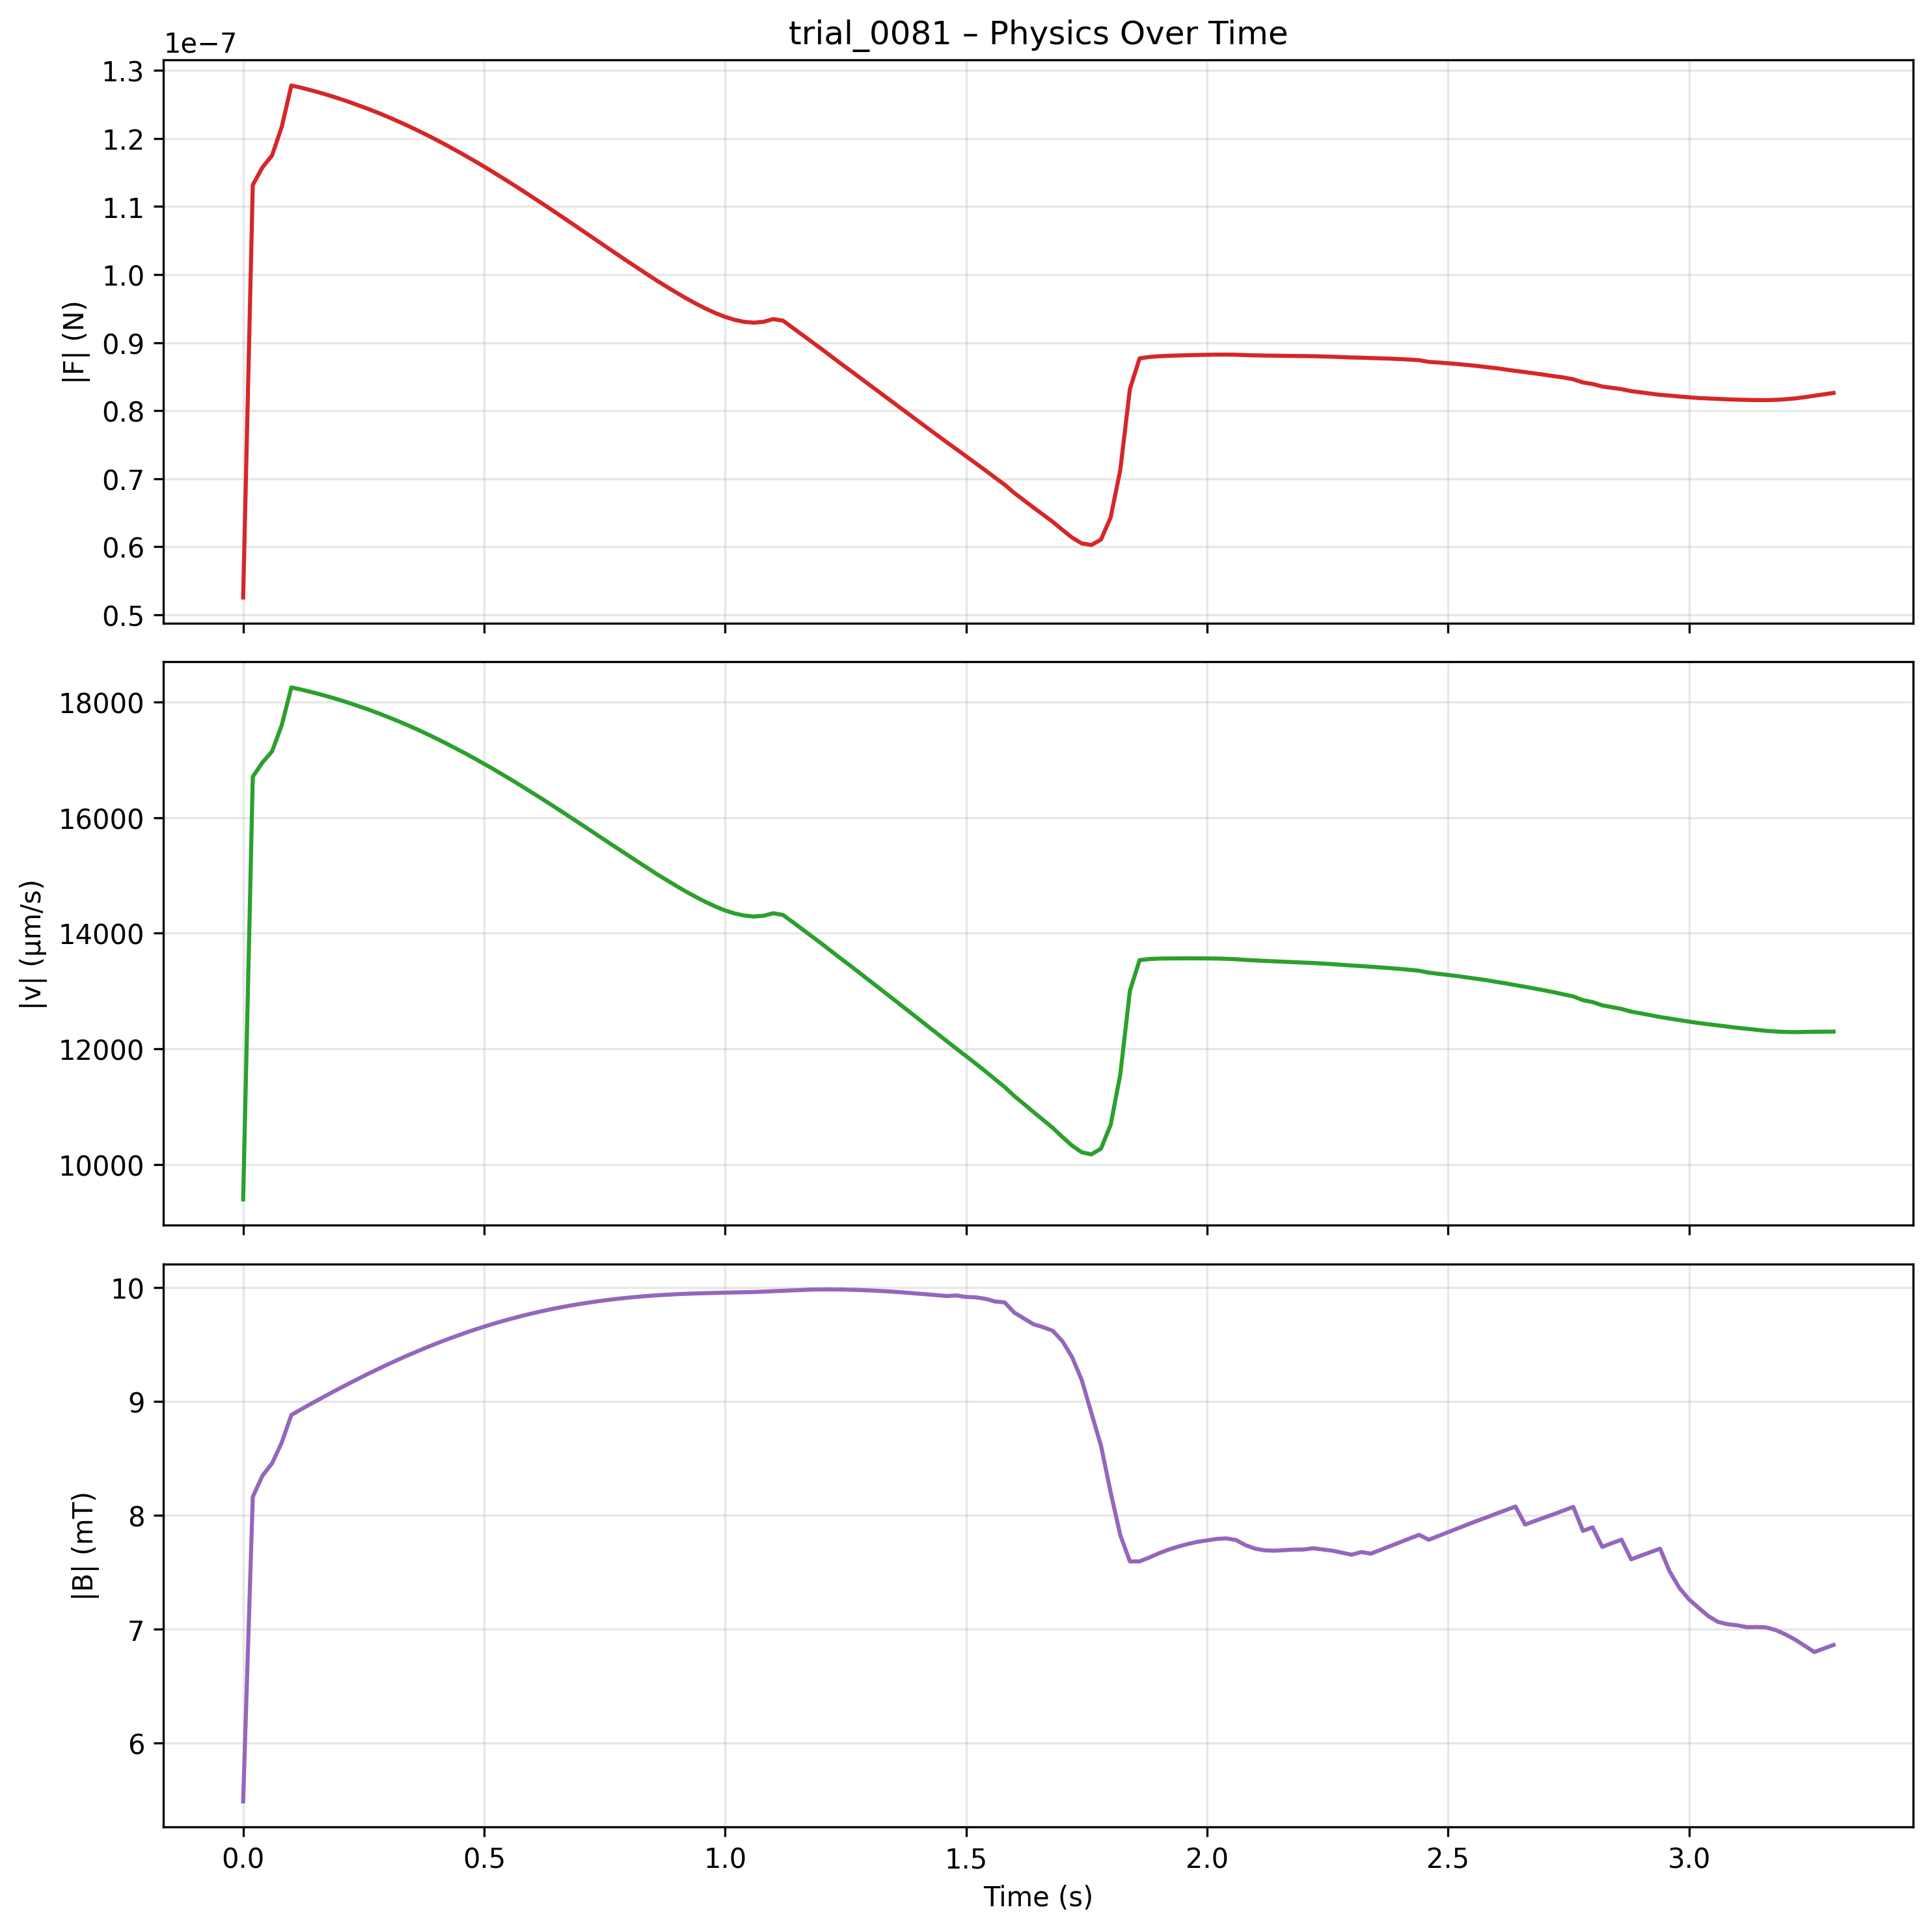 trial_0081 – Physics Over Time
1e−7
1.3
1.2
1.1
1.0
0.9
0.8
0.7
0.6
0.5
|F| (N)
18000
16000
14000
12000
10000
|v| (µm/s)
10
9
8
7
6
|B| (mT)
0.0 0.5 1.0 1.5 2.0 2.5 3.0
Time (s)